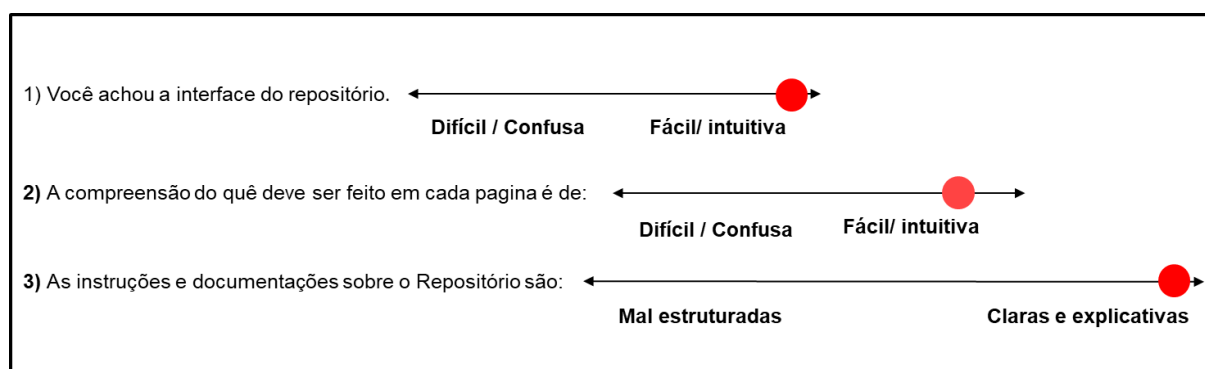 1) Você achou a interface do repositório.
Difícil / Confusa Fácil/ intuitiva
2) A compreensão do quê deve ser feito em cada pagina é de:
Difícil / Confusa Fácil/ intuitiva
3) As instruções e documentações sobre o Repositório são:
Mal estruturadas Claras e explicativas